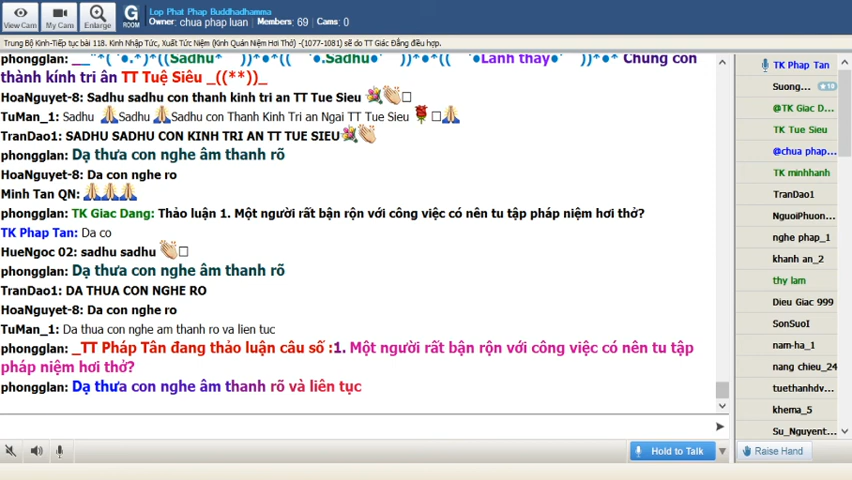 View Cam
My Cam
Enlarge
G
ROOM
Lop Phat Phap Buddhadhamma
Owner: chua phap luan Members: 69 Cams: 0
Trung Bộ Kinh-Tiếp tục bài 118. Kinh Nhập Tức, Xuất Tức Niệm (Kinh Quán Niệm Hơi Thở) -(1077-1081) sẽ do TT Giác Đẳng điều hợp.
phongglan: Chúng con
thành kính tri ân TT Tuệ Siêu _((**))_
HoaNguyet-8: Sadhu sadhu con thanh kinh tri an TT Tue Sieu
TuMan_1: Sadhu Sadhu Sadhu con Thanh Kinh Tri an Ngai TT Tue Sieu
TranDao1: SADHU SADHU CON KINH TRI AN TT TUE SIEU
phongglan: Dạ thưa con nghe âm thanh rõ
HoaNguyet-8: Da con nghe ro
Minh Tan QN:
phongglan: TK Giac Dang: Thảo luận 1. Một người rất bận rộn với công việc có nên tu tập pháp niệm hơi thở?
TK Phap Tan: Da co
HueNgoc 02: sadhu sadhu
phongglan: Dạ thưa con nghe âm thanh rõ
TranDao1: DA THUA CON NGHE RO
HoaNguyet-8: Da con nghe ro
TuMan_1: Da thua con nghe am thanh ro va lien tuc
phongglan: _TT Pháp Tân đang thảo luận câu số :1. Một người rất bận rộn với công việc có nên tu tập
pháp niệm hơi thở?
phongglan: Dạ thưa con nghe âm thanh rõ và liên tục
Hold to Talk
TK Phap Tan
Suong... 10
@TK Giac D...
TK Tue Sieu
@chua phap...
TK minhhanh
TranDao1
NguoiPhuon...
nghe phap_1
khanh an_2
thy lam
Dieu Giac 999
SonSuoI
nam-ha_1
nang chieu_24
tuethanhdv...
khema_5
Su_Nguyent...
Raise Hand